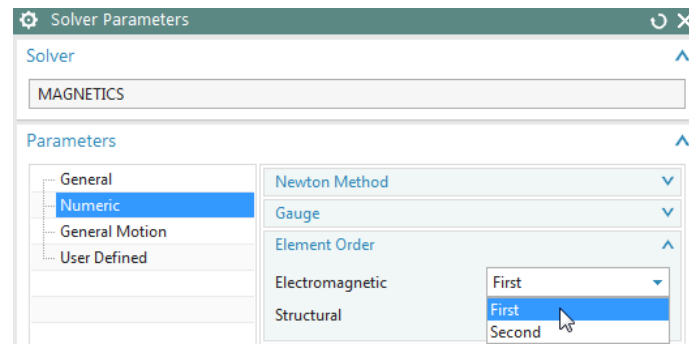 Solver Parameters
Solver
MAGNETICS
Parameters
General
Numeric
General Motion
User Defined
Newton Method
Gauge
Element Order
Electromagnetic First
Structural First
Second